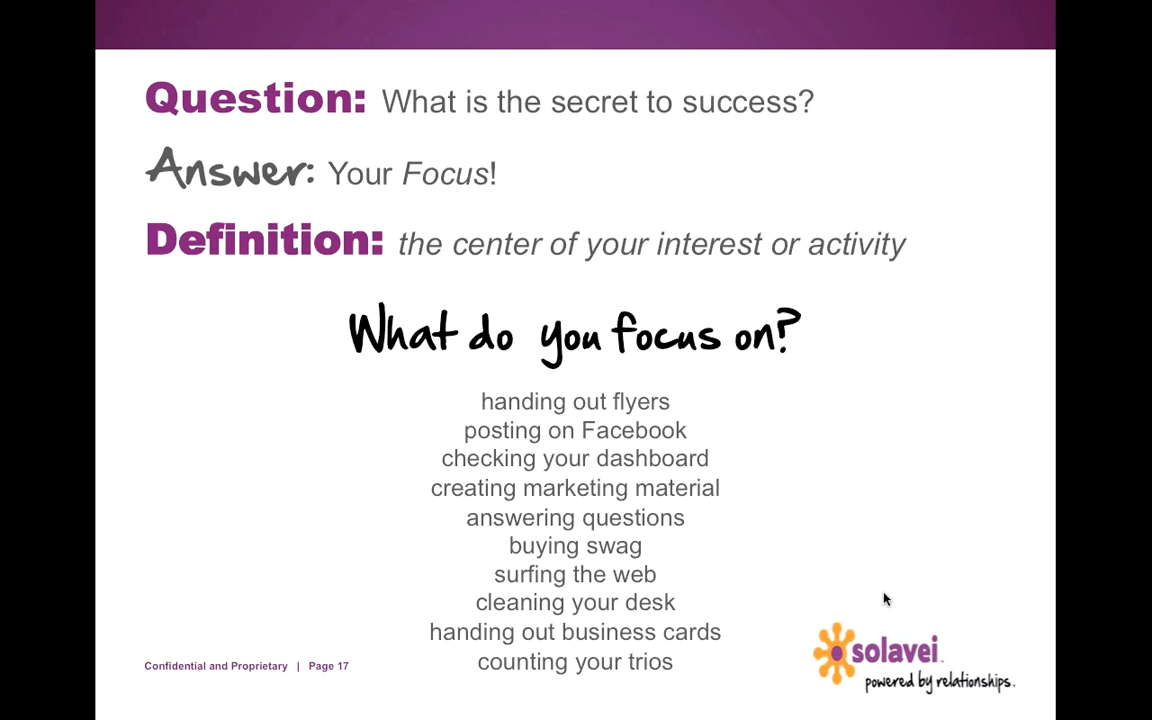 Question: What is the secret to success?
Answer: Your Focus!
Definition: the center of your interest or activity
What do you focus on?
handing out flyers
posting on Facebook
checking your dashboard
creating marketing material
answering questions
buying swag
surfing the web
cleaning your desk
handing out business cards
counting your trios
Confidential and Proprietary | Page 17
solavei
powered by relationships.